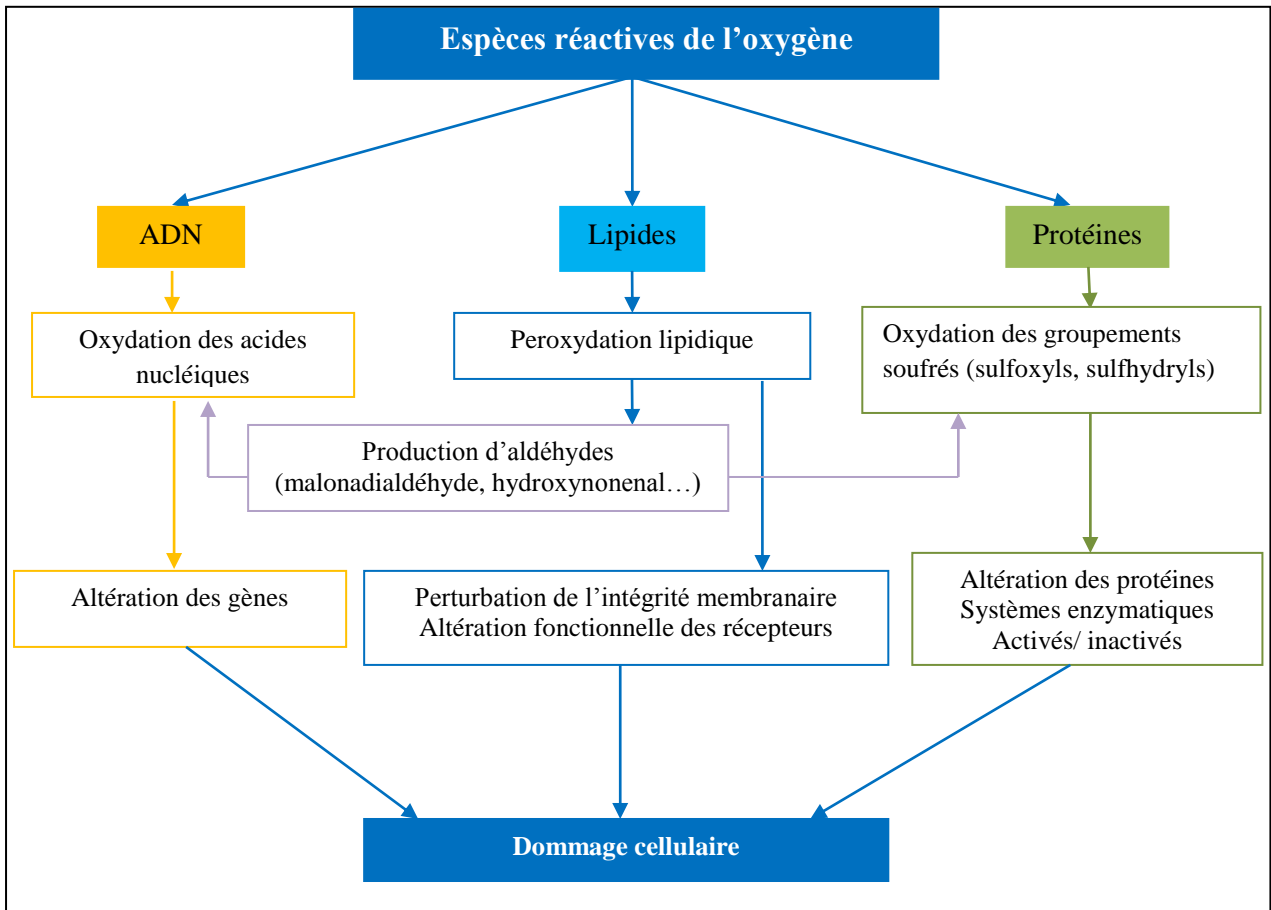 Espèces réactives de l’oxygène
ADN
Lipides
Protéines
Oxydation des acides
nucléiques
Peroxydation lipidique
Oxydation des groupements
soufrés (sulfoxyls, sulfhydryls)
Production d’aldéhydes
(malonadialdéhyde, hydroxynonenal…)
Altération des gènes
Perturbation de l’intégrité membranaire
Altération fonctionnelle des récepteurs
Altération des protéines
Systèmes enzymatiques
Activés/ inactivés
Dommage cellulaire